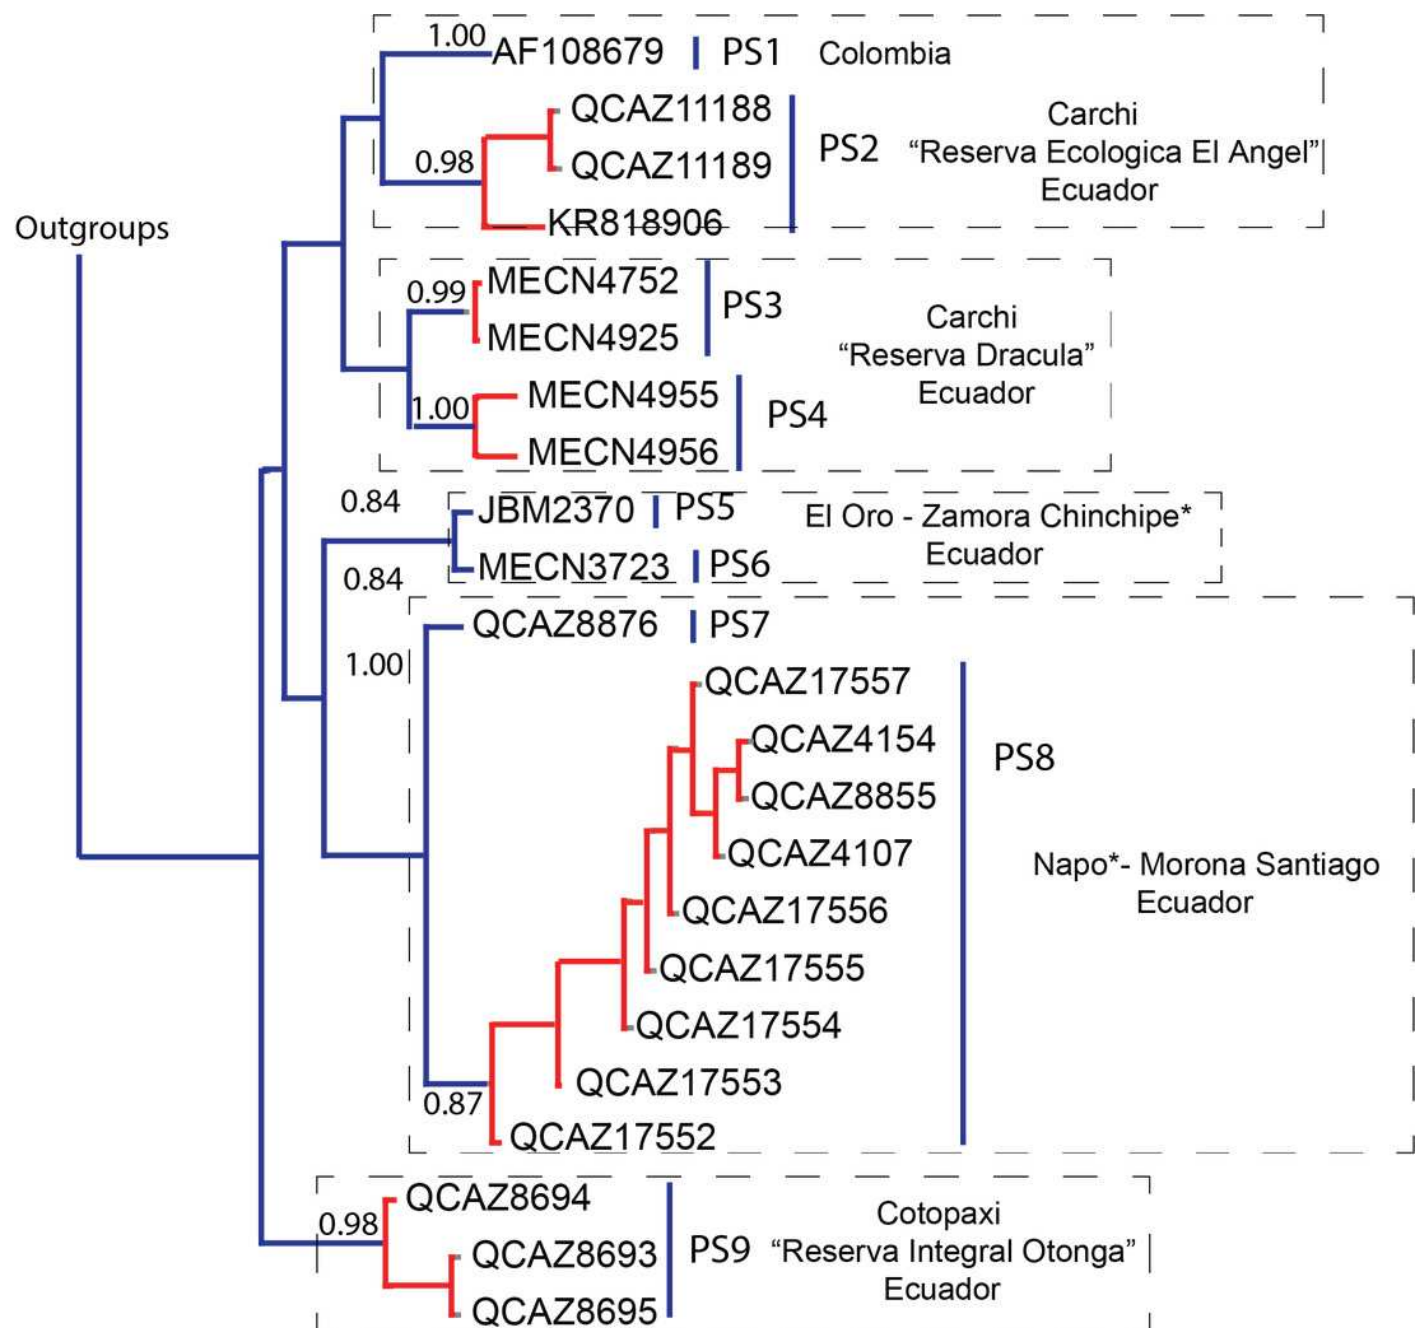 1.00
AF108679 PS1 Colombia
QCAZ11188
Carchi
0.98
QCAZ11189
PS2 “Reserva Ecologica El Angel”
Ecuador
KR818906
Outgroups
MECN4752
0.99
PS3
MECN4925
Carchi
“Reserva Dracula”
Ecuador
MECN4955
1.00
PS4
MECN4956
0.84
JBM2370 PS5
El Oro - Zamora Chinchipe*
Ecuador
MECN3723 PS6
0.84
QCAZ8876 PS7
1.00
QCAZ17557
QCAZ4154
PS8
QCAZ8855
QCAZ4107
Napo*- Morona Santiago
Ecuador
QCAZ17556
QCAZ17555
QCAZ17554
QCAZ17553
0.87
QCAZ17552
QCAZ8694
0.98
Cotopaxi
QCAZ8693
PS9 “Reserva Integral Otonga”
Ecuador
QCAZ8695